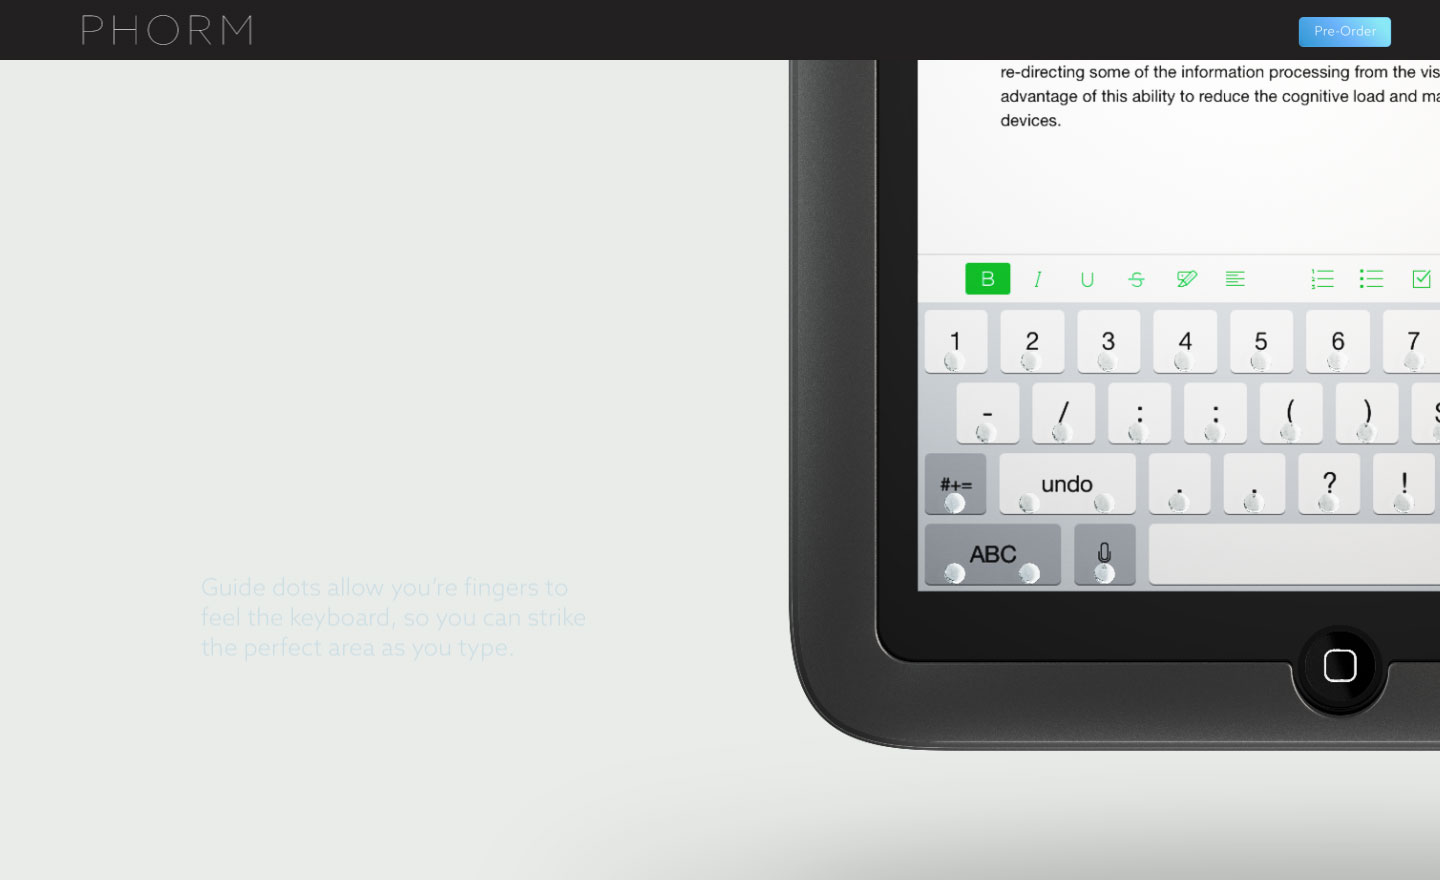 PHORM
Pre-Order
re-directing some of the information processing from the vis
advantage of this ability to reduce the cognitive load and ma
devices.
B I U S
1 2 3 4 5 6 7
- / : : ( ) $
#+= undo . . ? !
ABC
Guide dots allow you're fingers to
feel the keyboard, so you can strike
the perfect area as you type.